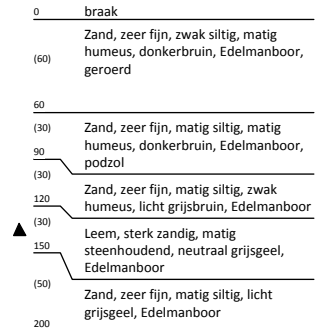 0 braak
Zand, zeer fijn, zwak siltig, matig
humeus, donkerbruin, Edelmanboor,
(60)
geroerd
60
Zand, zeer fijn, matig siltig, matig
(30)
humeus, donkerbruin, Edelmanboor,
90
podzol
(30)
Zand, zeer fijn, matig siltig, zwak
120
humeus, licht grijsbruin, Edelmanboor
(30)
Leem, sterk zandig, matig
150
steenhoudend, neutraal grijsgeel,
Edelmanboor
(50)
Zand, zeer fijn, matig siltig, licht
grijsgeel, Edelmanboor
200